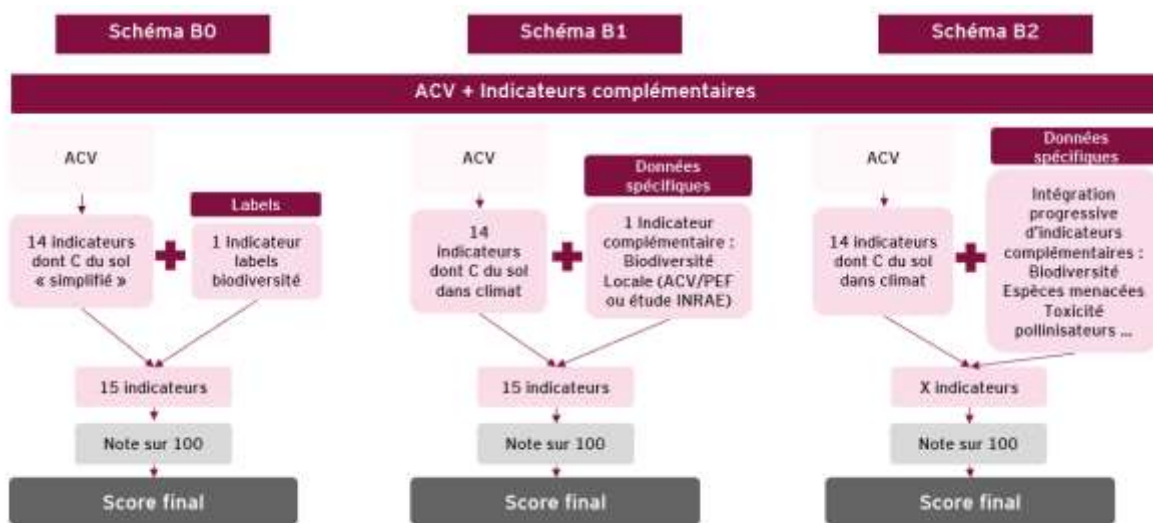 Schéma B0
Schéma B1
Schéma B2
ACV + Indicateurs complémentaires
ACV
14 indicateurs
dont C du sol
« simplifié »
Labels
1 Indicateur
labels
biodiversité
15 indicateurs
Note sur 100
Score final
ACV
14
indicateurs
dont C du sol
dans climat
Données
spécifiques
1 Indicateur
complémentaire :
Biodiversité
Locale (ACV/PEF
ou étude INRAE)
15 indicateurs
Note sur 100
Score final
ACV
14 indicateurs
dont C du sol
dans climat
Données
spécifiques
Intégration
progressive
d'indicateurs
complémentaires :
Biodiversité
Espèces menacées
Toxicité
pollinisateurs ...
X indicateurs
Note sur 100
Score final